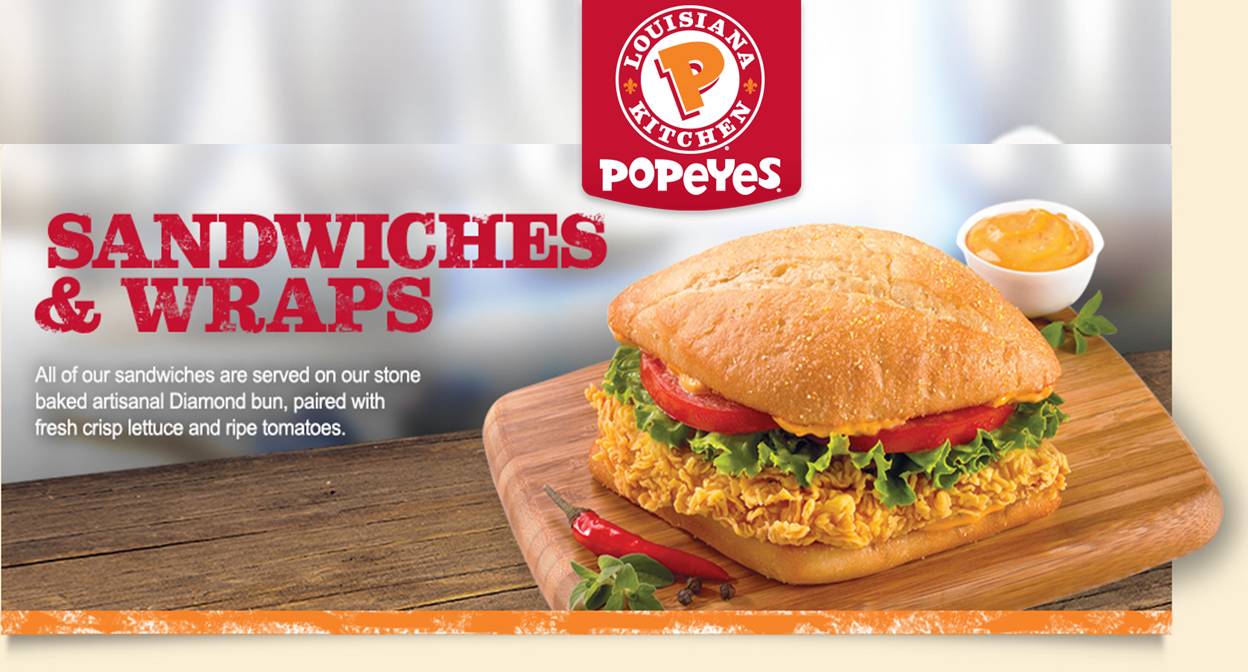 LOUISIANA
P
KITCHEN
POPEYES
SANDWICHES
& WRAPS
All of our sandwiches are served on our stone
baked artisanal Diamond bun, paired with
fresh crisp lettuce and ripe tomatoes.